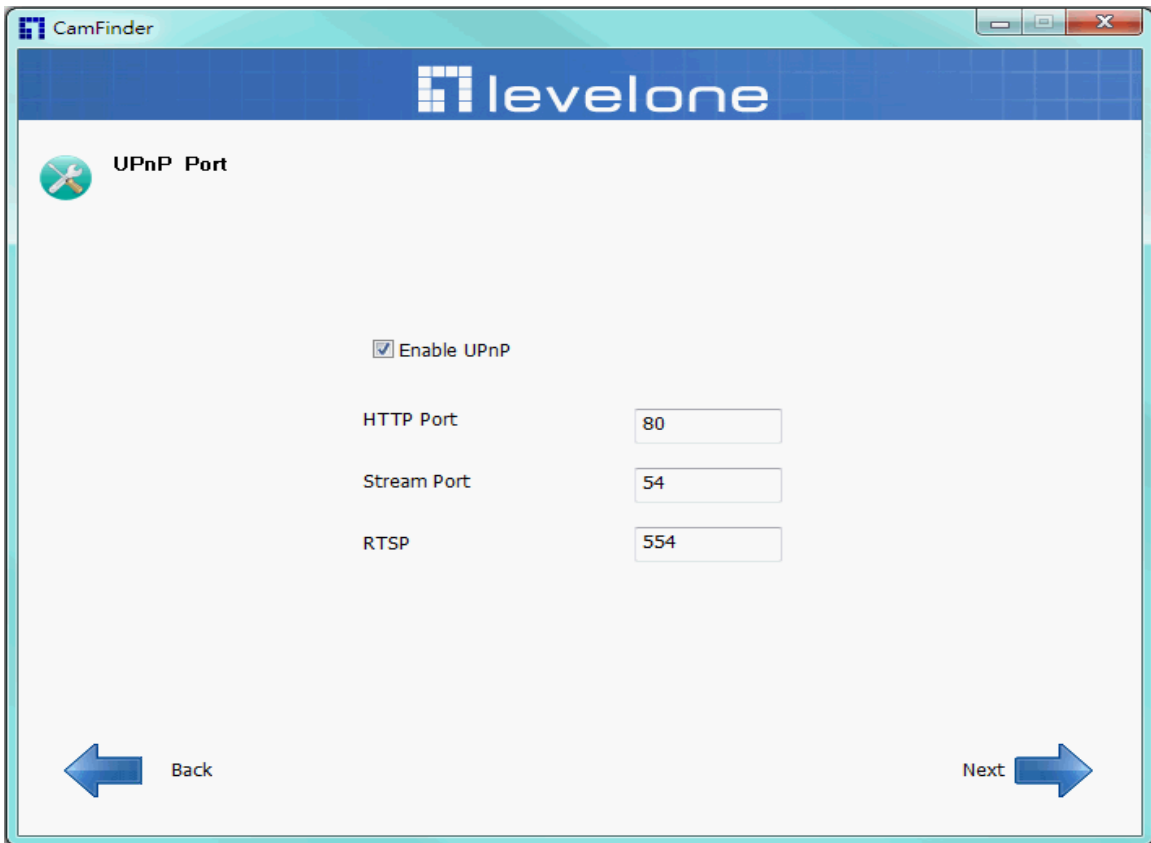 CamFinder
levelone
UPnP Port
Enable UPnP
HTTP Port 80
Stream Port 54
RTSP 554
Back Next